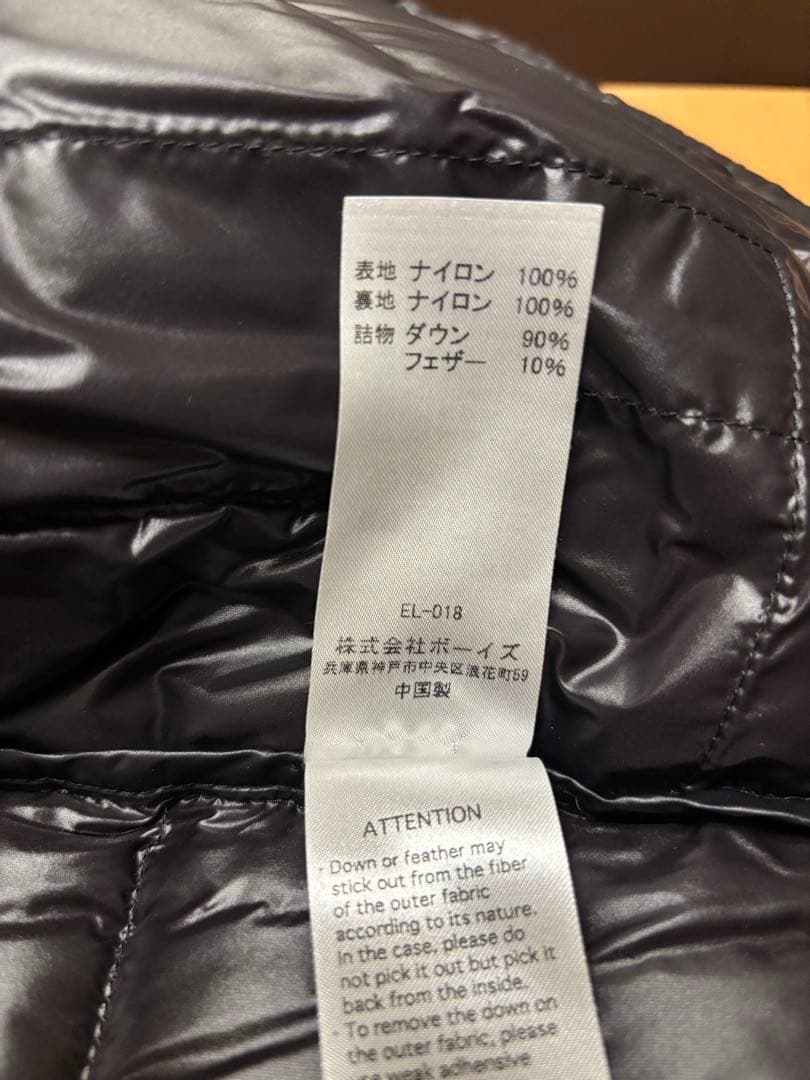 表地 ナイロン 100%
裏地 ナイロン 100%
詰物 ダウン 90%
フェザー 10%
EL-018
株式会社ボーイズ
兵庫県神戸市中央区浪花町59
中国製
ATTENTION
· Down or feather may
stick out from the fiber
of the outer fabric
according to its nature.
In the case, please do
not pick it out but pick it
back from the inside.
· To remove the down on
the outer fabric, please
use weak adhensive